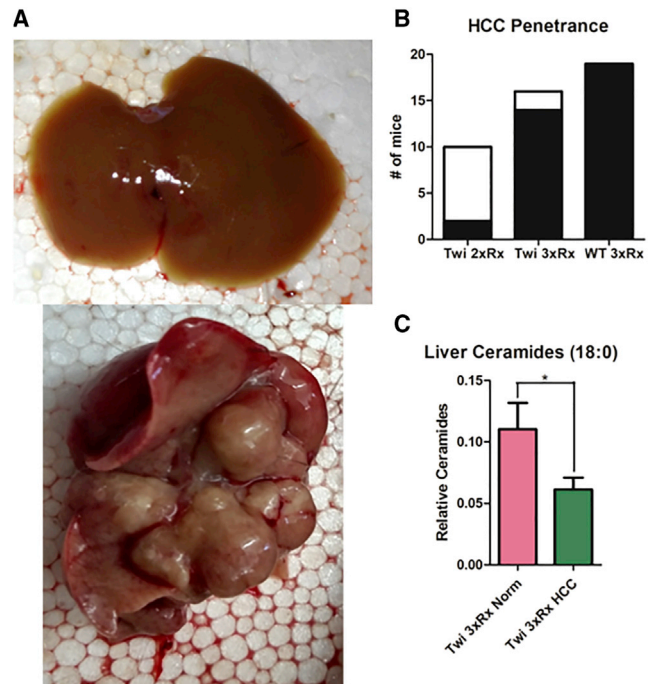 A
B
HCC Penetrance
# of mice
20
15
10
5
0
Twi 2xRx Twi 3xRx WT 3xRx
C
Liver Ceramides (18:0)
Relative Ceramides
0.15
0.10
0.05
0.00
*
Twi 3xRx Norm
Twi 3xRx HCC